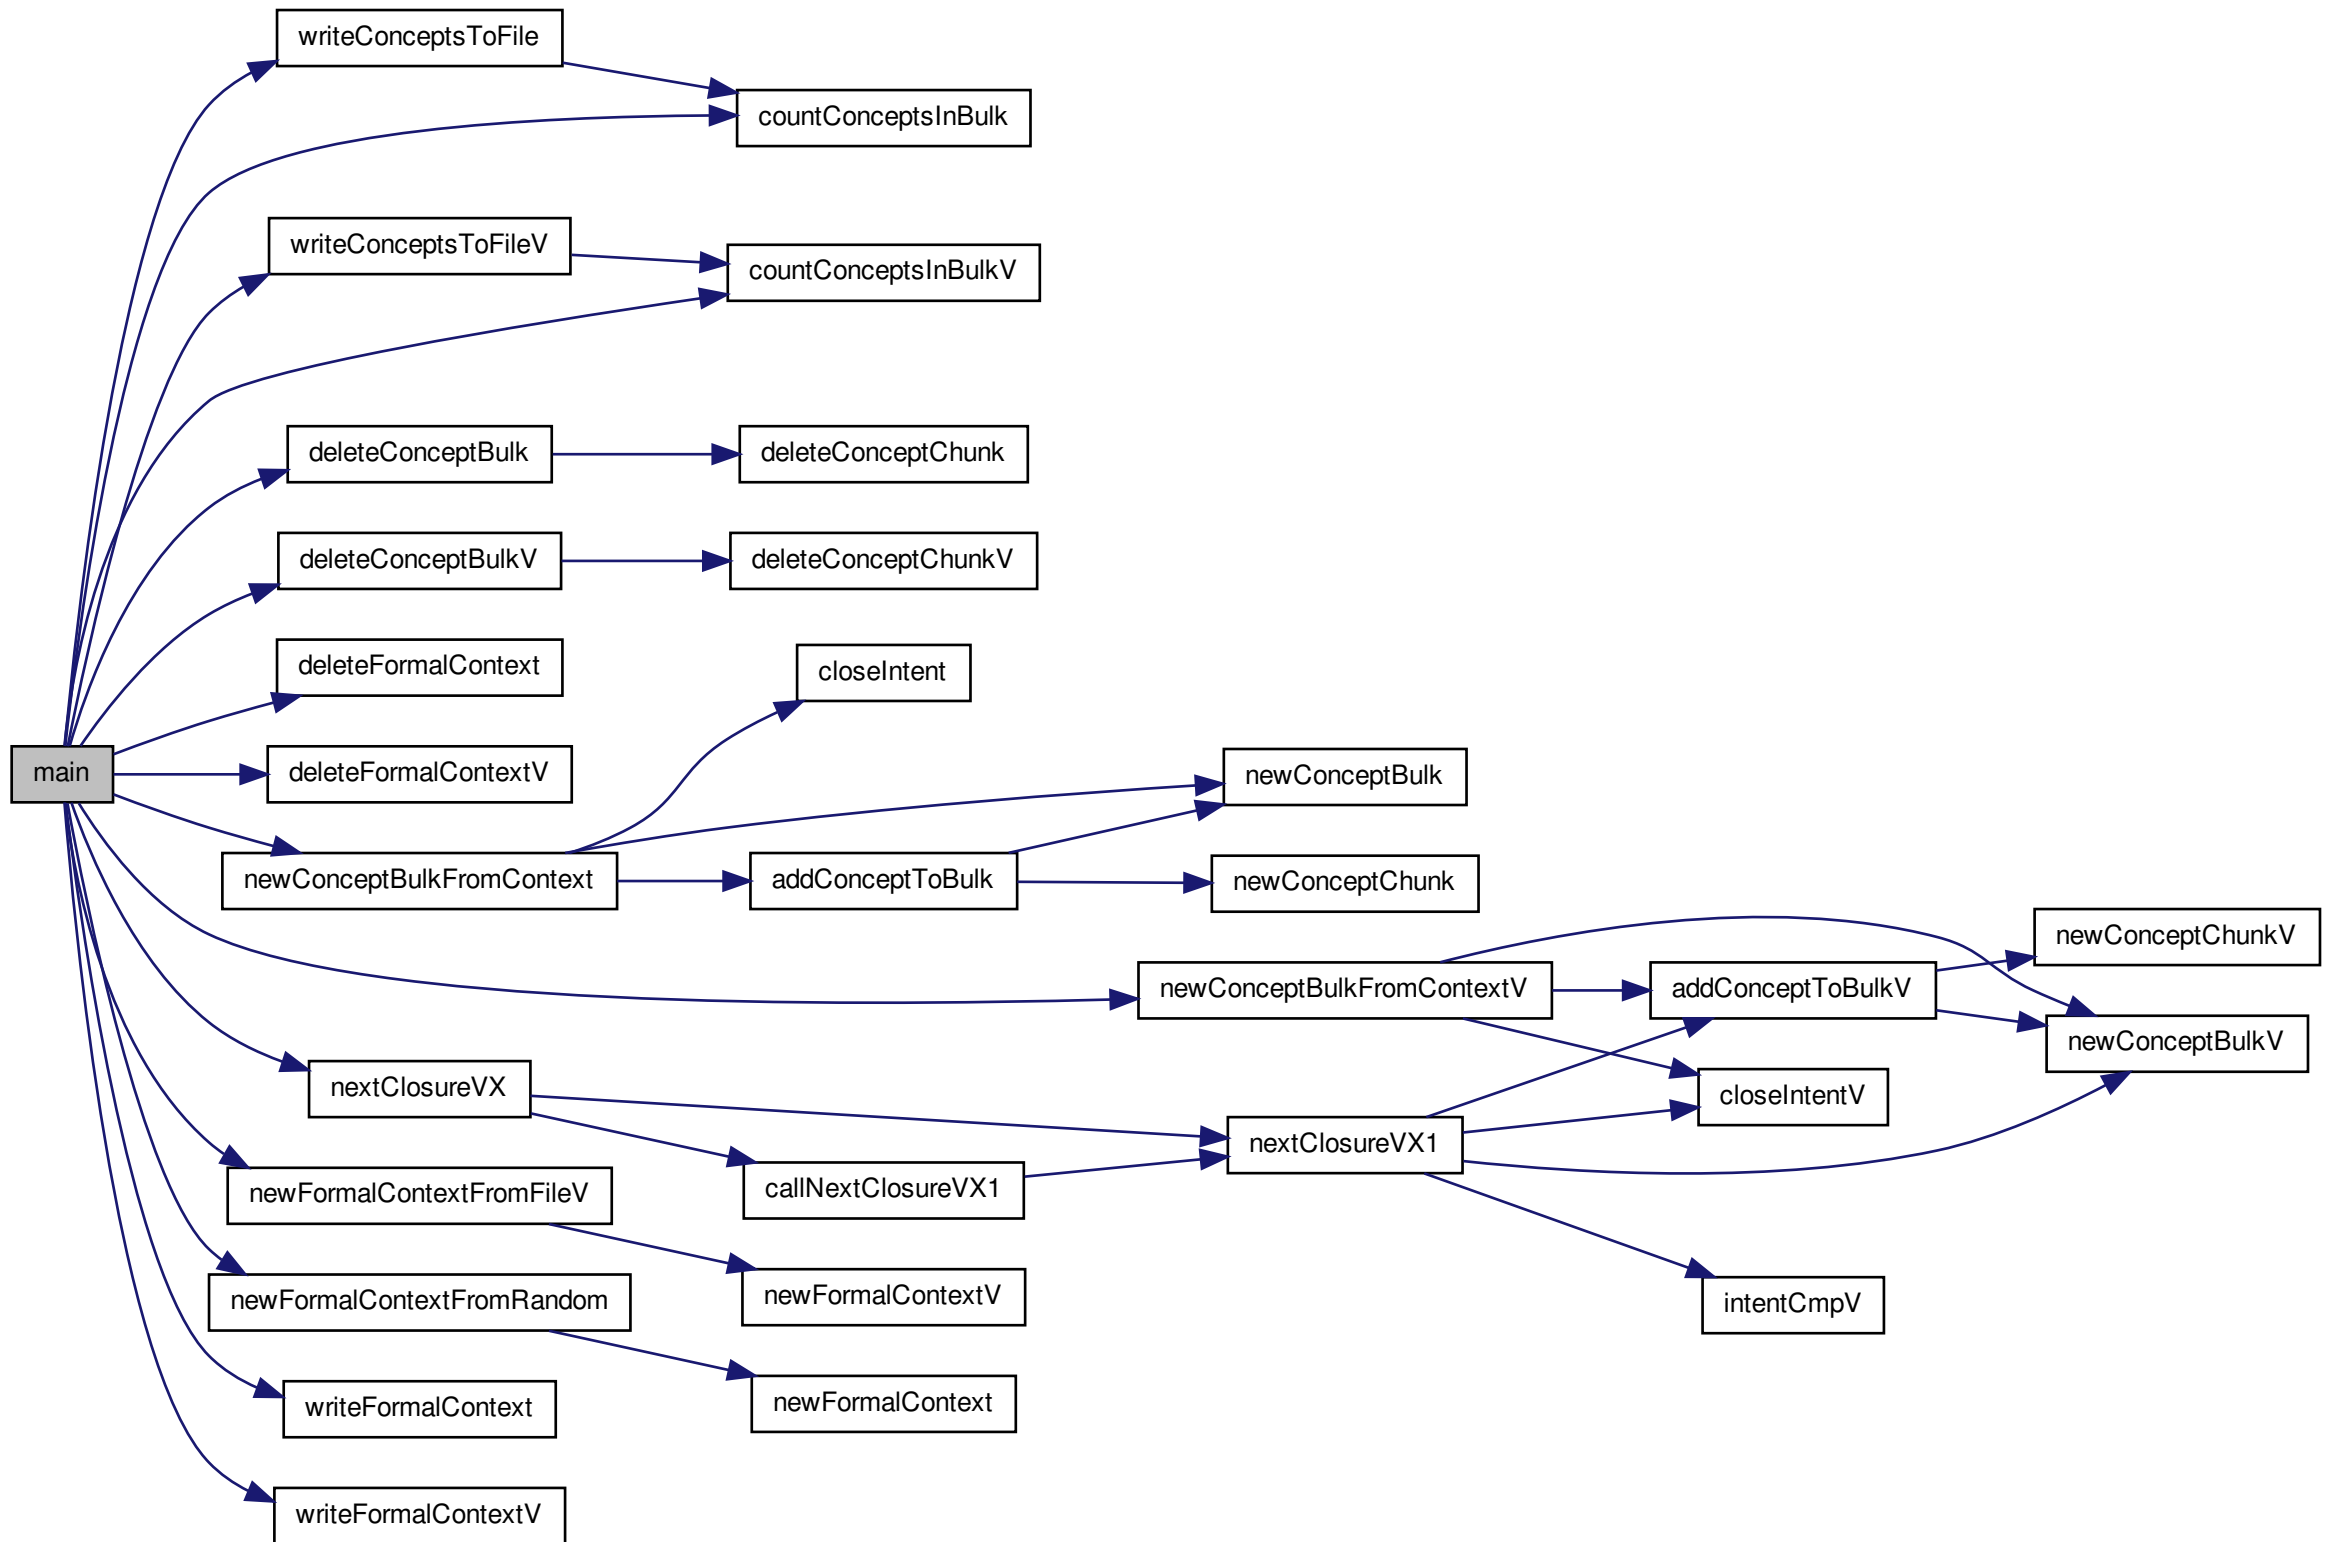 writeConceptsToFile
countConceptsInBulk
writeConceptsToFileV
countConceptsInBulkV
deleteConceptBulk
deleteConceptChunk
deleteConceptBulkV
deleteConceptChunkV
deleteFormalContext
closeIntent
main
deleteFormalContextV
newConceptBulk
newConceptBulkFromContext
addConceptToBulk
newConceptChunk
newConceptChunkV
newConceptBulkFromContextV
addConceptToBulkV
newConceptBulkV
nextClosureVX
closeIntentV
nextClosureVX1
callNextClosureVX1
newFormalContextFromFileV
newFormalContextV
newFormalContextFromRandom
intentCmpV
newFormalContext
writeFormalContext
writeFormalContextV